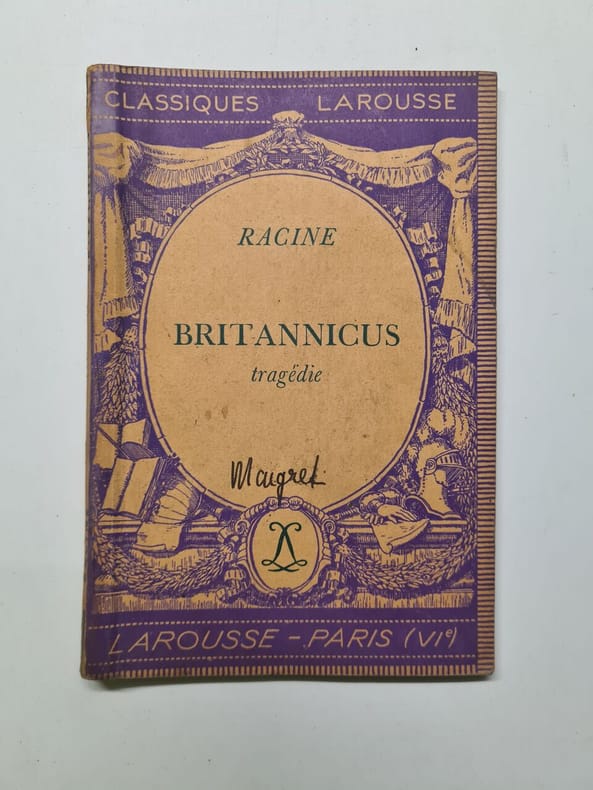 CLASSIQUES LAROUSSE
RACINE
BRITANNICUS
tragédie
Maigret
LAROUSSE - PARIS (VIe)